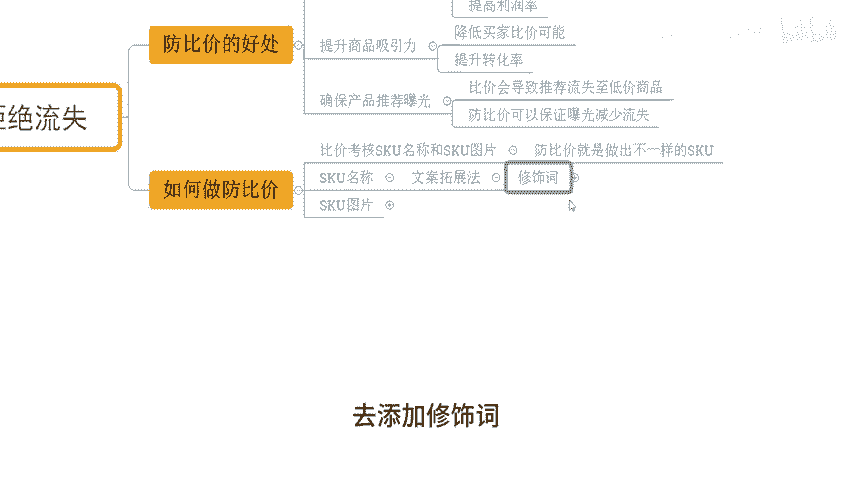 提高利润率
防比价的好处
提升商品吸引力
降低买家比价可能
提升转化率
确保产品推荐曝光
比价会导致推荐流失至低价商品
防比价可以保证曝光减少流失
拒绝流失
如何做防比价
比价考核SKU名称和SKU图片
防比价就是做出不一样的SKU
SKU名称
文案拓展法
修饰词
SKU图片
去添加修饰词